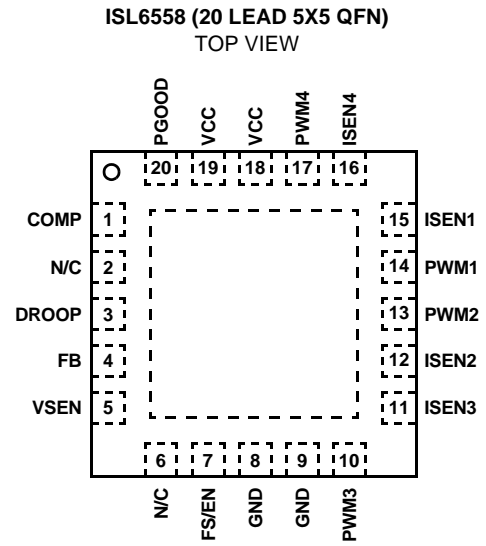 ISL6558 (20 LEAD 5X5 QFN)
TOP VIEW
PGOOD
VCC
VCC
PWM4
ISEN4
20 19 18 17 16
COMP 1
N/C 2
DROOP 3
FB 4
VSEN 5
15 ISEN1
14 PWM1
13 PWM2
12 ISEN2
11 ISEN3
6 7 8 9 10
N/C
FS/EN
GND
GND
PWM3